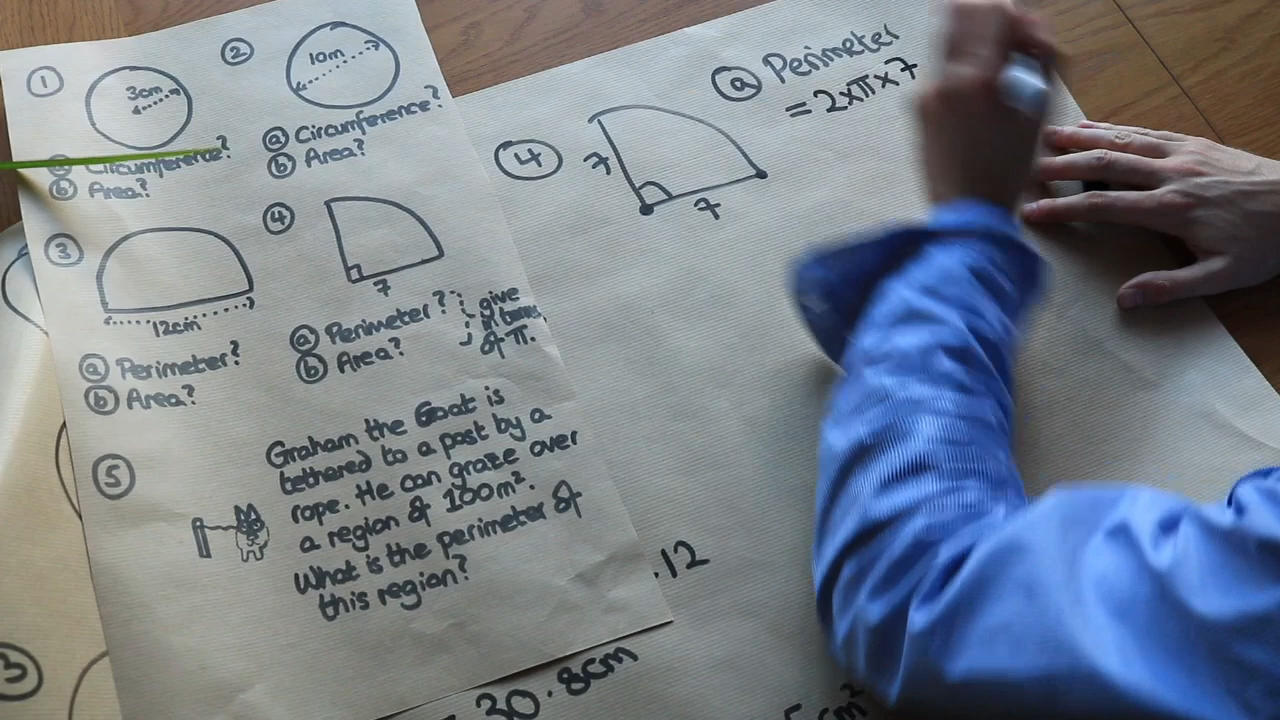 ①
3cm
ⓐ Circumference?
ⓑ Area?
②
10m
ⓐ Circumference?
ⓑ Area?
③
12cm
ⓐ Perimeter?
ⓑ Area?
④
7
ⓐ Perimeter?
ⓑ Area?
give
in terms
of π.
⑤
Graham the Goat is
tethered to a post by a
rope. He can graze over
a region of 100m².
What is the perimeter of
this region?
④
7
7
ⓐ Perimeter
= 2×π×7
.12
30.8cm
cm²
3